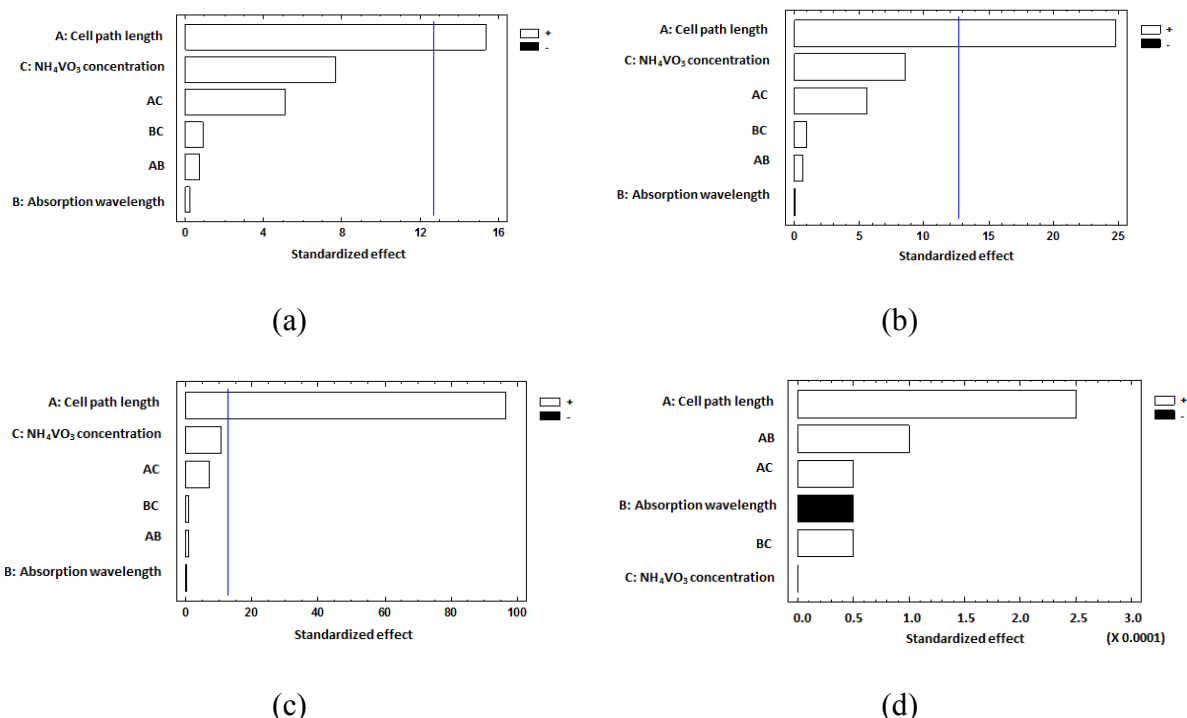 A: Cell path length
C: NH₄VO₃ concentration
AC
BC
AB
B: Absorption wavelength
0 4 8 12 16
Standardized effect
+
-
(a)
A: Cell path length
C: NH₄VO₃ concentration
AC
BC
AB
B: Absorption wavelength
0 5 10 15 20 25
Standardized effect
+
-
(b)
A: Cell path length
C: NH₄VO₃ concentration
AC
BC
AB
B: Absorption wavelength
0 20 40 60 80 100
Standardized effect
+
-
(c)
A: Cell path length
AB
AC
B: Absorption wavelength
BC
C: NH₄VO₃ concentration
0.0 0.5 1.0 1.5 2.0 2.5 3.0
Standardized effect (X 0.0001)
+
-
(d)